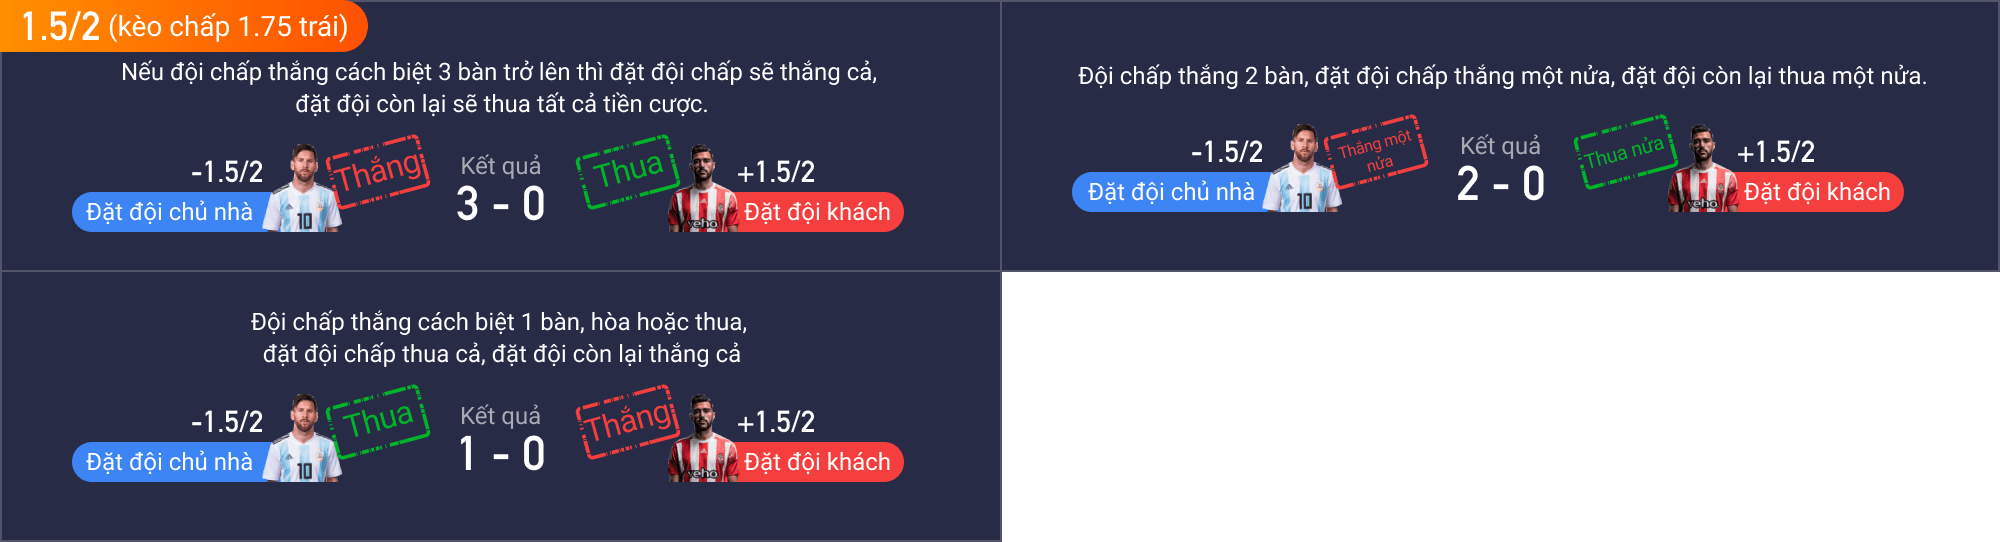 1.5/2 (kèo chấp 1.75 trái)
Nếu đội chấp thắng cách biệt 3 bàn trở lên thì đặt đội chấp sẽ thắng cả,
đặt đội còn lại sẽ thua tất cả tiền cược.
-1.5/2
Đặt đội chủ nhà
10
Thắng
Kết quả
3 - 0
Thua
veho
+1.5/2
Đặt đội khách
Đội chấp thắng 2 bàn, đặt đội chấp thắng một nửa, đặt đội còn lại thua một nửa.
-1.5/2
Đặt đội chủ nhà
10
Thắng một
nửa
Kết quả
2 - 0
Thua nửa
veho
+1.5/2
Đặt đội khách
Đội chấp thắng cách biệt 1 bàn, hòa hoặc thua,
đặt đội chấp thua cả, đặt đội còn lại thắng cả
-1.5/2
Đặt đội chủ nhà
10
Thua
Kết quả
1 - 0
Thắng
veho
+1.5/2
Đặt đội khách